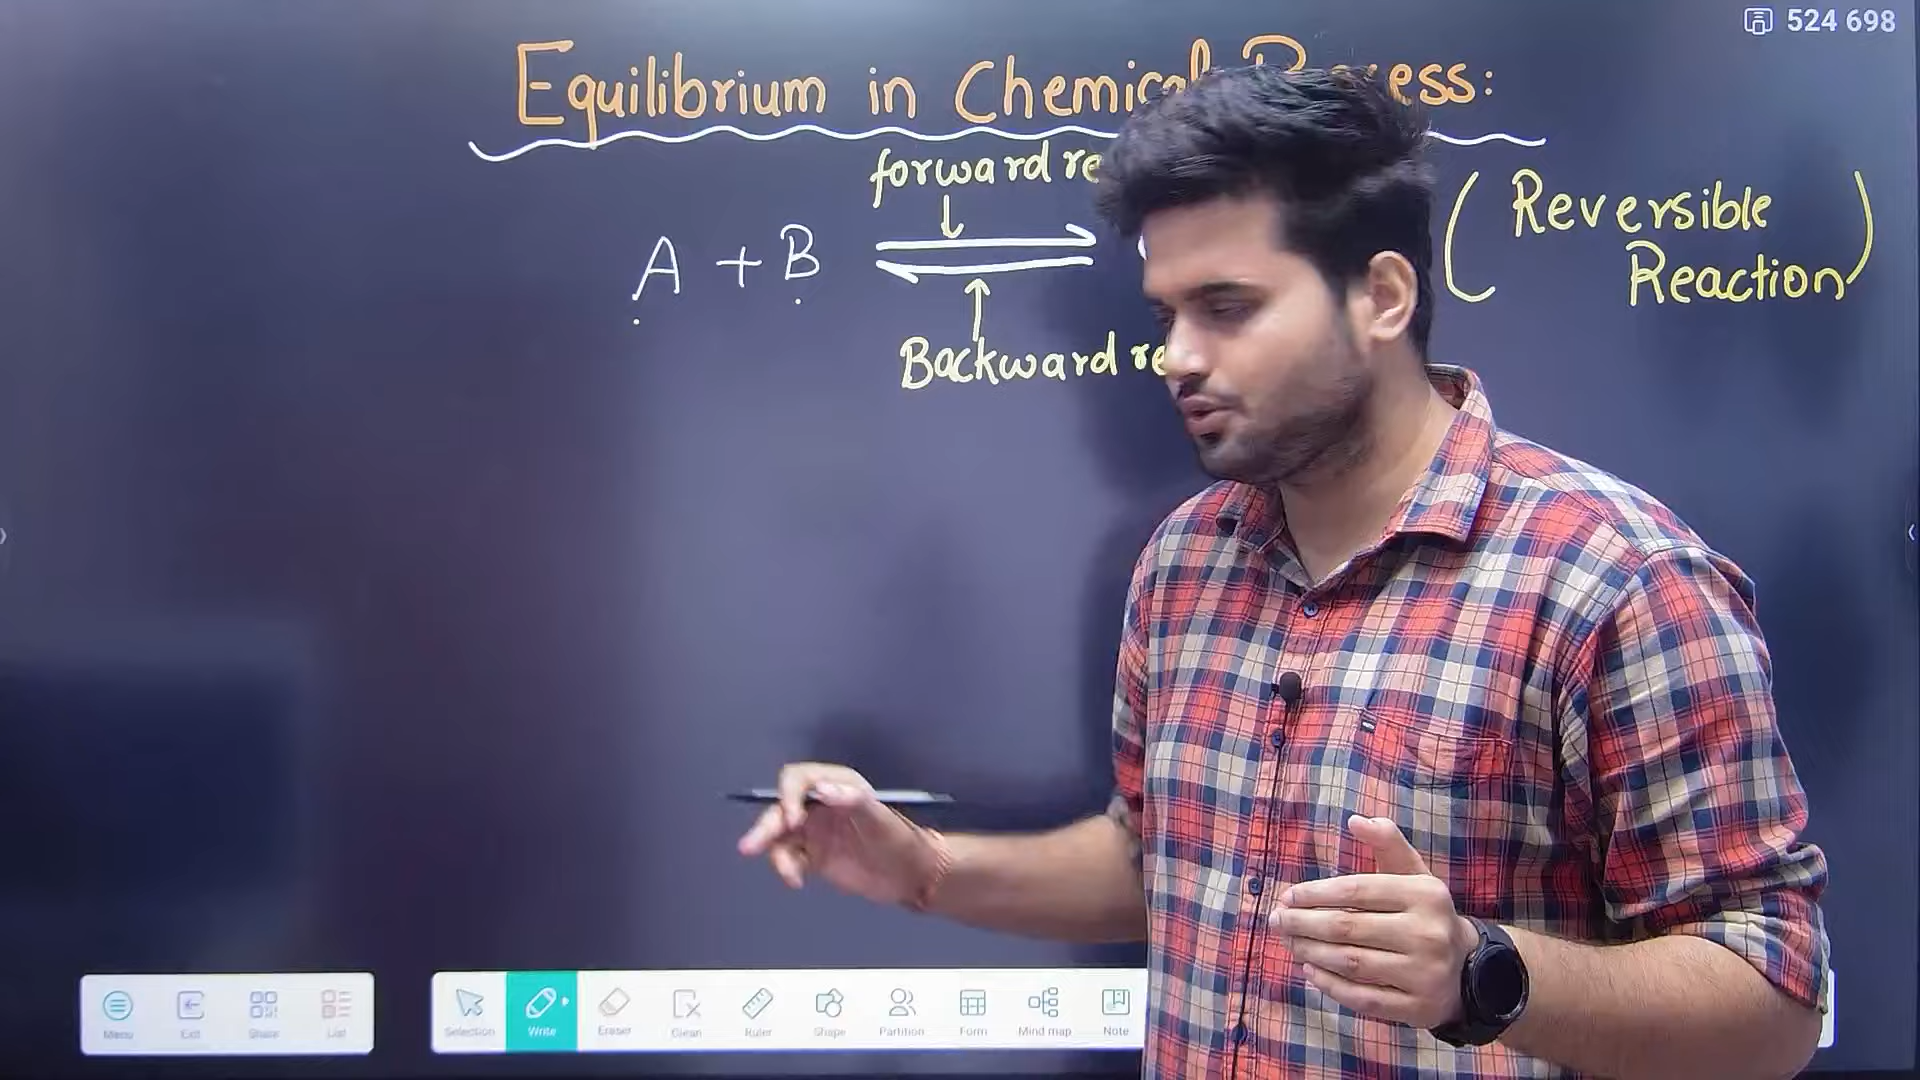 524 698
Equilibrium in Chemical Process:
forward re
(Reversible
Reaction)
A + B
Backward re
Menu Exit Share List
Selection Write Eraser Clean Ruler Shape Partition Form Mind map Note